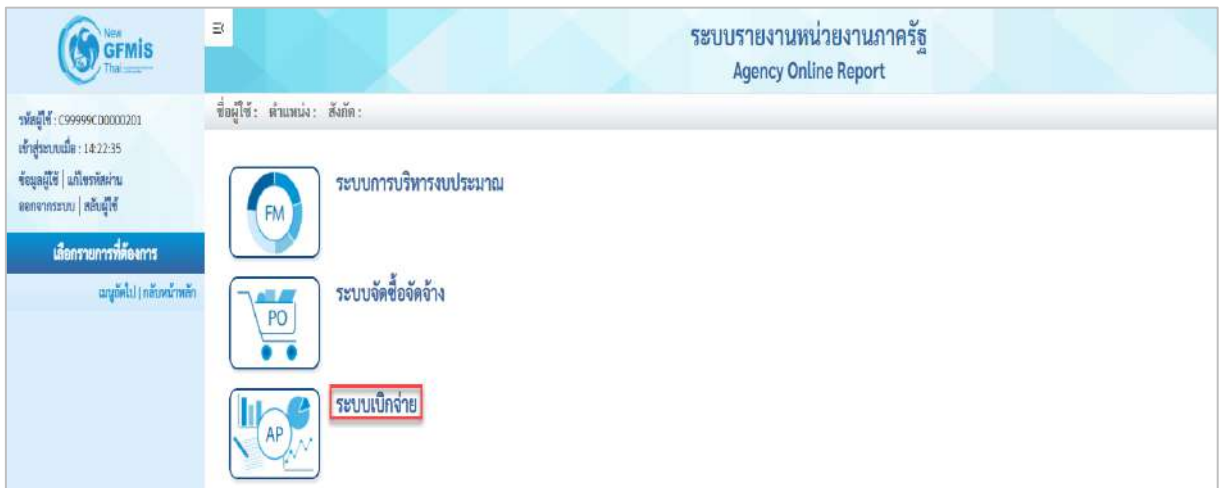 New
GFMIS
Thai
ระบบรายงานหน่วยงานภาครัฐ
Agency Online Report
รหัสผู้ใช้ : C99999C00000201
เข้าสู่ระบบเมื่อ : 14:22:35
ข้อมูลผู้ใช้ | แก้ไขรหัสผ่าน
ออกจากระบบ | สลับผู้ใช้
เลือกรายการที่ต้องการ
เมนูถัดไป | กลับหน้าหลัก
ชื่อผู้ใช้ : ตำแหน่ง : สังกัด :
FM
ระบบการบริหารงบประมาณ
PO
ระบบจัดซื้อจัดจ้าง
AP
ระบบเบิกจ่าย